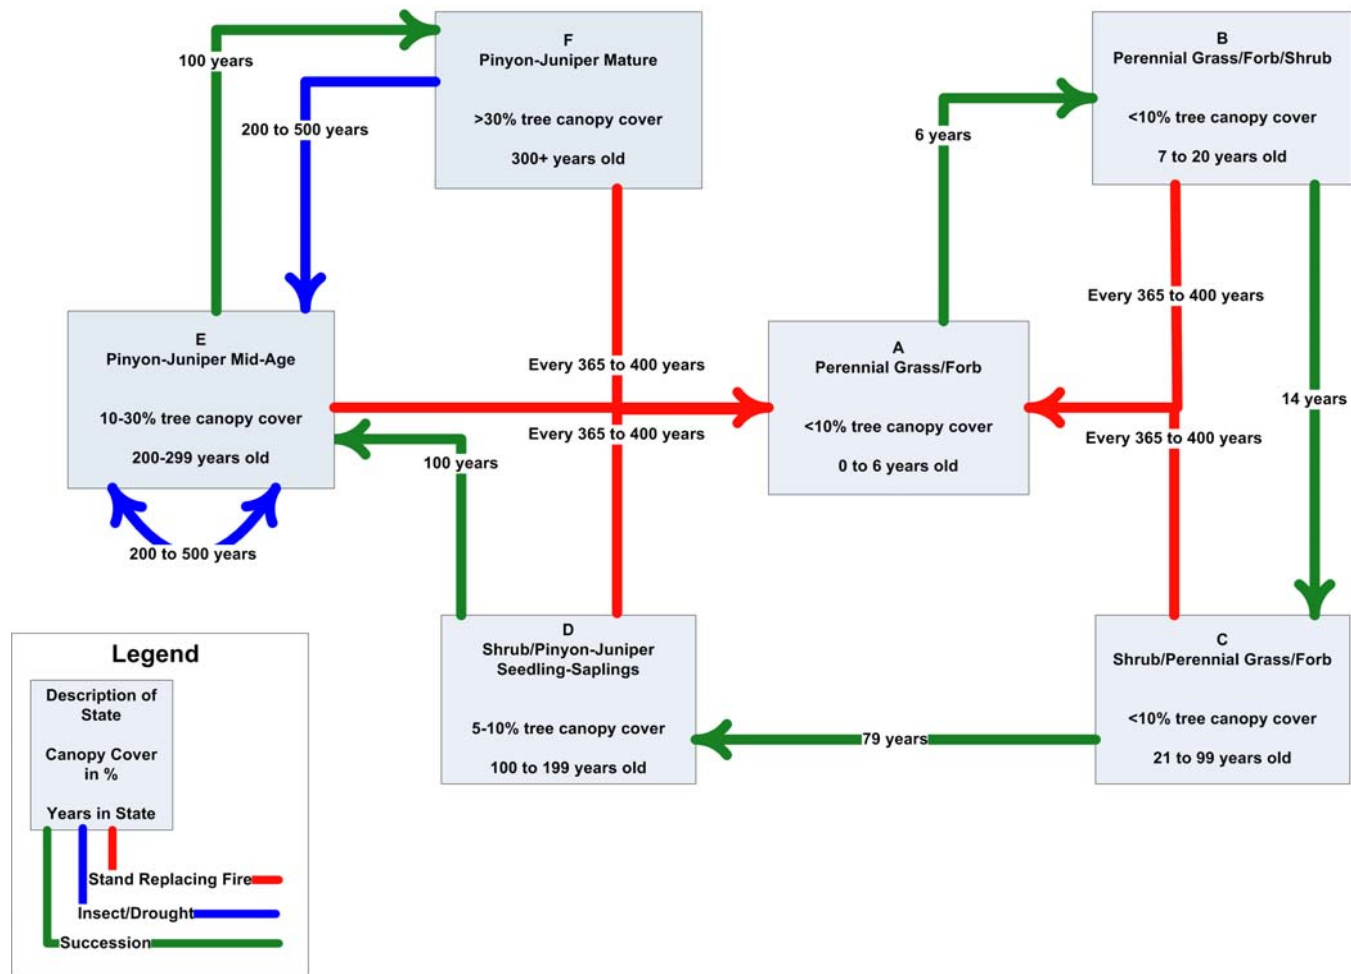 F
Pinyon-Juniper Mature
>30% tree canopy cover
300+ years old
B
Perennial Grass/Forb/Shrub
<10% tree canopy cover
7 to 20 years old
100 years
200 to 500 years
6 years
Every 365 to 400 years
14 years
E
Pinyon-Juniper Mid-Age
10-30% tree canopy cover
200-299 years old
Every 365 to 400 years
Every 365 to 400 years
A
Perennial Grass/Forb
<10% tree canopy cover
0 to 6 years old
Every 365 to 400 years
100 years
200 to 500 years
D
Shrub/Pinyon-Juniper
Seedling-Saplings
5-10% tree canopy cover
100 to 199 years old
79 years
C
Shrub/Perennial Grass/Forb
<10% tree canopy cover
21 to 99 years old
Legend
Description of
State
Canopy Cover
in %
Years in State
Stand Replacing Fire
Insect/Drought
Succession